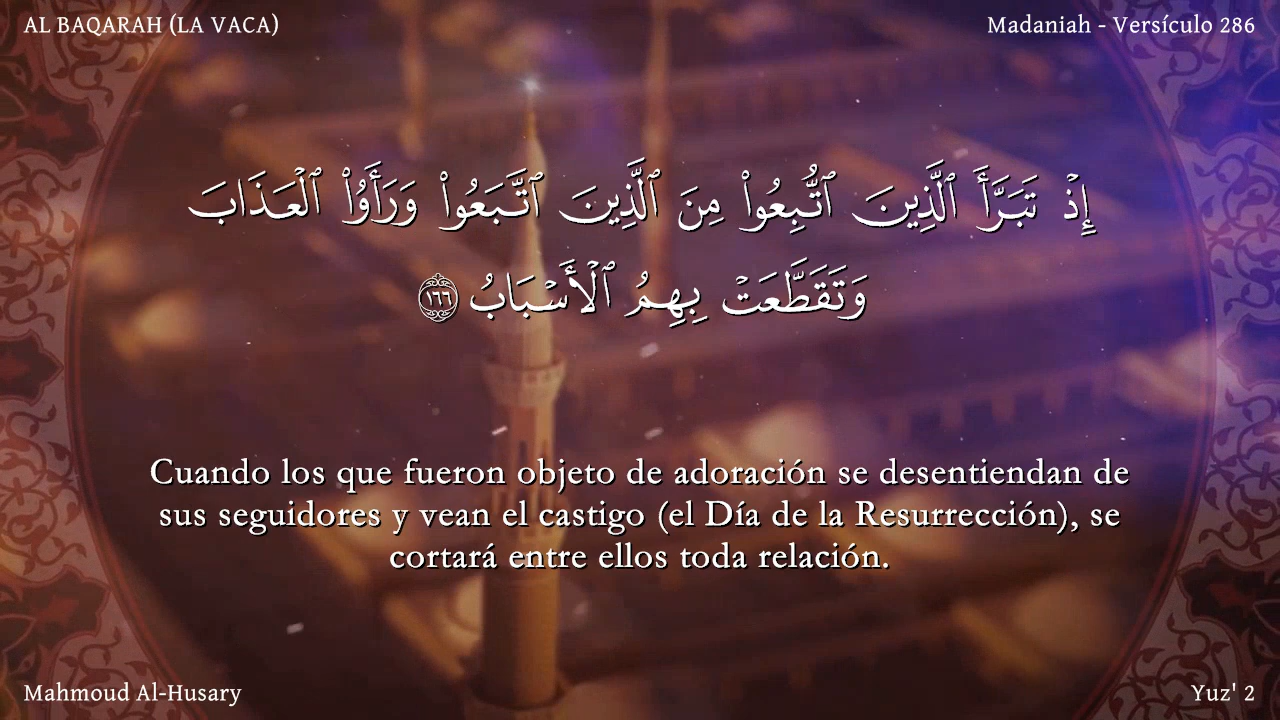 AL BAQARAH (LA VACA)
Madaniah - Versículo 286
إِذْ تَبَرَّأَ ٱلَّذِينَ ٱتُّبِعُوا۟ مِنَ ٱلَّذِينَ ٱتَّبَعُوا۟ وَرَأَوُا۟ ٱلْعَذَابَ
وَتَقَطَّعَتْ بِهِمُ ٱلْأَسْبَابُ ١٦٦
Cuando los que fueron objeto de adoración se desentiendan de
sus seguidores y vean el castigo (el Día de la Resurrección), se
cortará entre ellos toda relación.
Mahmoud Al-Husary
Yuz' 2